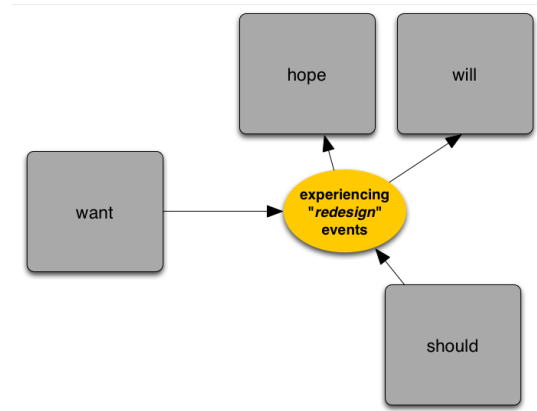 hope
will
want
experiencing
"redesign"
events
should